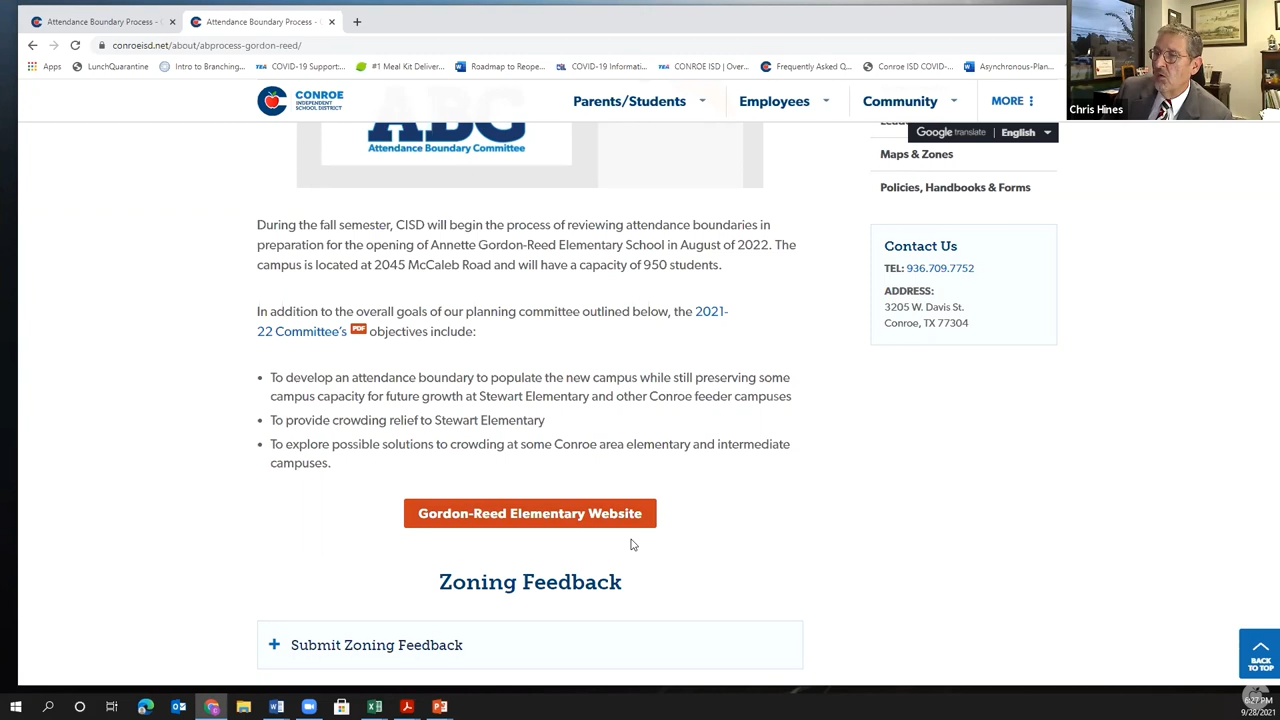 Attendance Boundary Process - C
Attendance Boundary Process - C
conroeisd.net/about/abprocess-gordon-reed/
Apps
LunchQuarantine
Intro to Branching...
COVID-19 Support:...
#1 Meal Kit Deliver...
Roadmap to Reope...
COVID-19 Informati...
CONROE ISD | Over...
Frequently Asked Q...
Conroe ISD COVID-...
Asynchronous-Plan...
Chris Hines
CONROE
INDEPENDENT
SCHOOL DISTRICT
Parents/Students
Employees
Community
MORE
Google translate
English
ABC
Attendance Boundary Committee
Maps & Zones
Policies, Handbooks & Forms
During the fall semester, CISD will begin the process of reviewing attendance boundaries in
preparation for the opening of Annette Gordon-Reed Elementary School in August of 2022. The
campus is located at 2045 McCaleb Road and will have a capacity of 950 students.
In addition to the overall goals of our planning committee outlined below, the 2021-
22 Committee's PDF objectives include:
• To develop an attendance boundary to populate the new campus while still preserving some
campus capacity for future growth at Stewart Elementary and other Conroe feeder campuses
• To provide crowding relief to Stewart Elementary
• To explore possible solutions to crowding at some Conroe area elementary and intermediate
campuses.
Gordon-Reed Elementary Website
Zoning Feedback
+ Submit Zoning Feedback
Contact Us
TEL: 936.709.7752
ADDRESS:
3205 W. Davis St.
Conroe, TX 77304
BACK
TO TOP
6:27 PM
9/28/2021